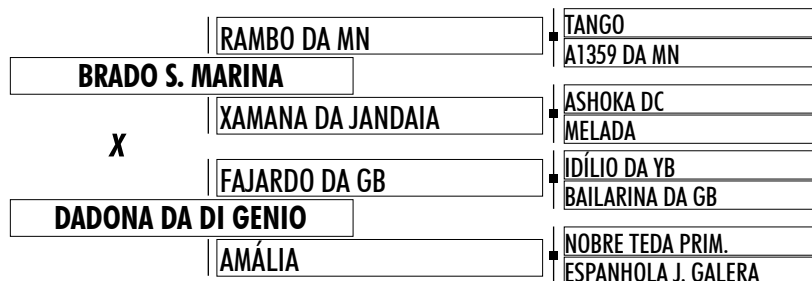 RAMBO DA MN
TANGO
A1359 DA MN
BRADO S. MARINA
XAMANA DA JANDAIA
ASHOKA DC
MELADA
X
FAJARDO DA GB
IDÍLIO DA YB
BAILARINA DA GB
DADONA DA DI GENIO
AMÁLIA
NOBRE TEDA PRIM.
ESPANHOLA J. GALERA